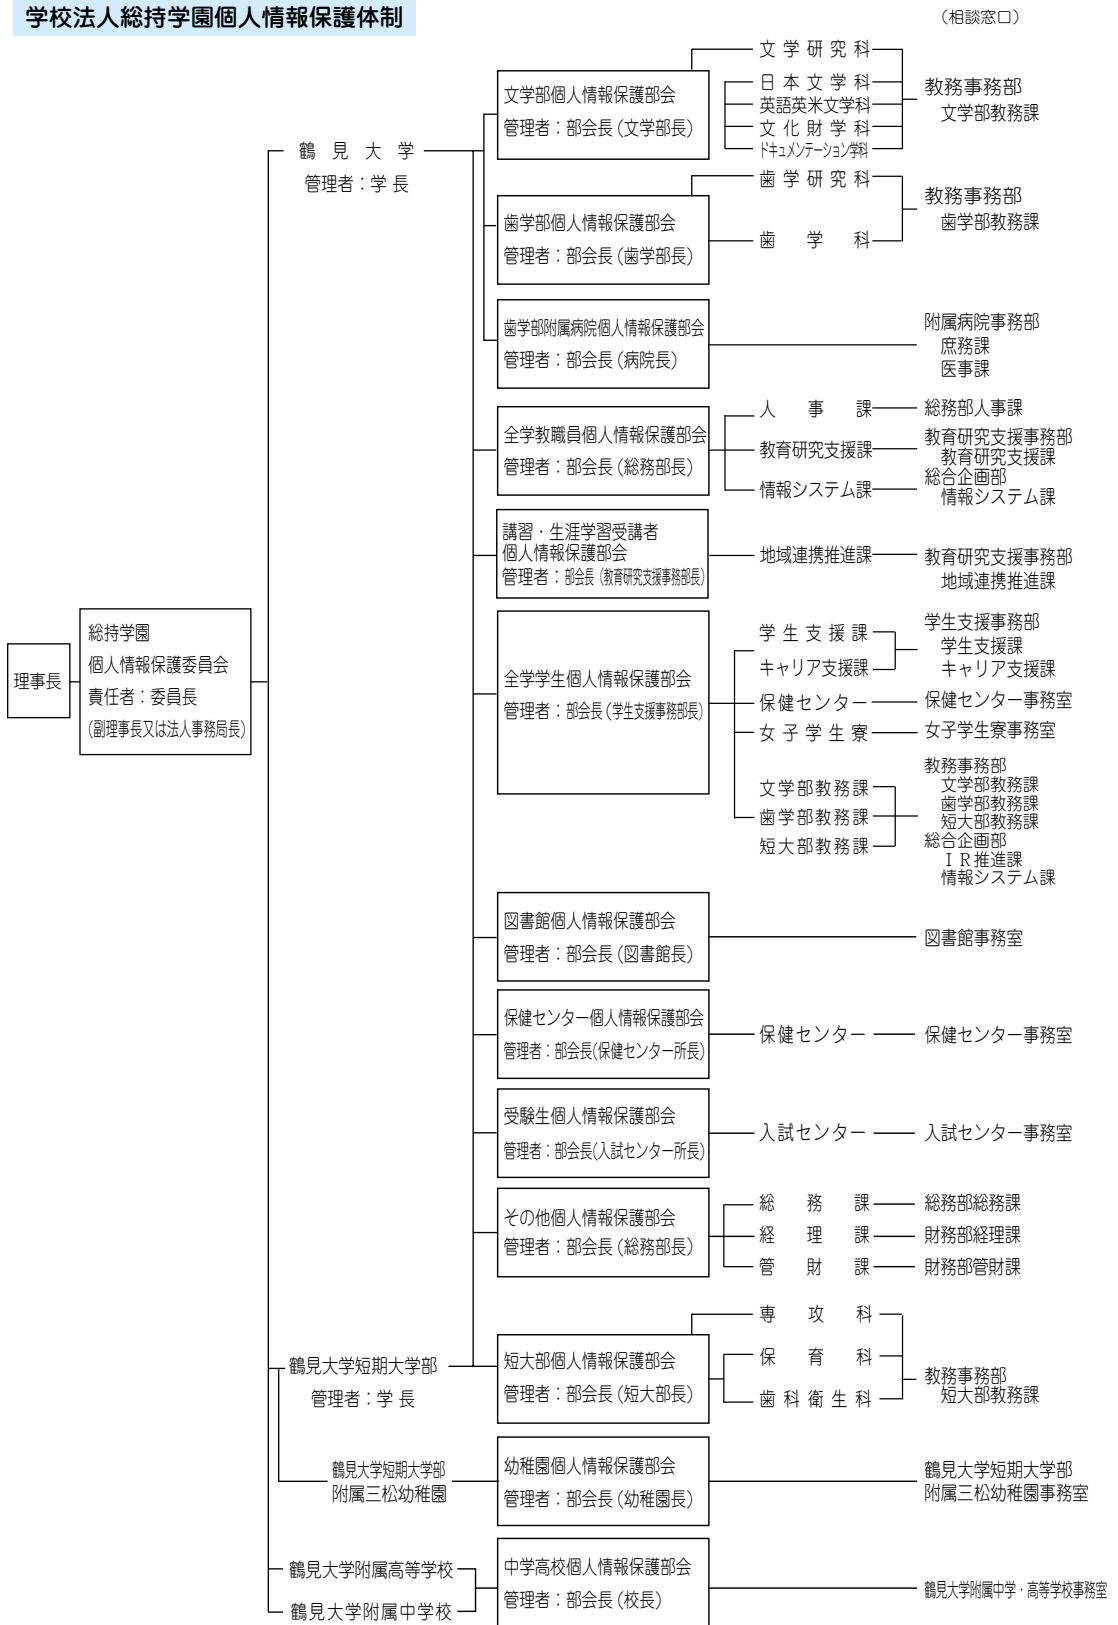 学校法人総持学園個人情報保護体制
（相談窓口）
理事長
総持学園
個人情報保護委員会
責任者：委員長
(副理事長又は法人事務局長)
鶴見大学
管理者：学長
文学部個人情報保護部会
管理者：部会長(文学部長)
文学研究科
日本文学科
英語英米文学科
文化財学科
ドキュメンテーション学科
教務事務部
文学部教務課
歯学部個人情報保護部会
管理者：部会長(歯学部長)
歯学研究科
歯学科
教務事務部
歯学部教務課
歯学部附属病院個人情報保護部会
管理者：部会長(病院長)
附属病院事務部
庶務課
医事課
全学教職員個人情報保護部会
管理者：部会長(総務部長)
人事課
総務部人事課
教育研究支援課
教育研究支援事務部
教育研究支援課
情報システム課
総合企画部
情報システム課
講習・生涯学習受講者
個人情報保護部会
管理者：部会長(教育研究支援事務部長)
地域連携推進課
教育研究支援事務部
地域連携推進課
全学学生個人情報保護部会
管理者：部会長(学生支援事務部長)
学生支援課
キャリア支援課
学生支援事務部
学生支援課
キャリア支援課
保健センター
保健センター事務室
女子学生寮
女子学生寮事務室
文学部教務課
歯学部教務課
短大部教務課
教務事務部
文学部教務課
歯学部教務課
短大部教務課
総合企画部
ＩＲ推進課
情報システム課
図書館個人情報保護部会
管理者：部会長(図書館長)
図書館事務室
保健センター個人情報保護部会
管理者：部会長(保健センター所長)
保健センター
保健センター事務室
受験生個人情報保護部会
管理者：部会長(入試センター所長)
入試センター
入試センター事務室
その他個人情報保護部会
管理者：部会長(総務部長)
総務課
総務部総務課
経理課
財務部経理課
管財課
財務部管財課
鶴見大学短期大学部
管理者：学長
短大部個人情報保護部会
管理者：部会長(短大部長)
専攻科
保育科
歯科衛生科
教務事務部
短大部教務課
鶴見大学短期大学部
附属三松幼稚園
幼稚園個人情報保護部会
管理者：部会長(幼稚園長)
鶴見大学短期大学部
附属三松幼稚園事務室
鶴見大学附属高等学校
鶴見大学附属中学校
中学高校個人情報保護部会
管理者：部会長(校長)
鶴見大学附属中学・高等学校事務室